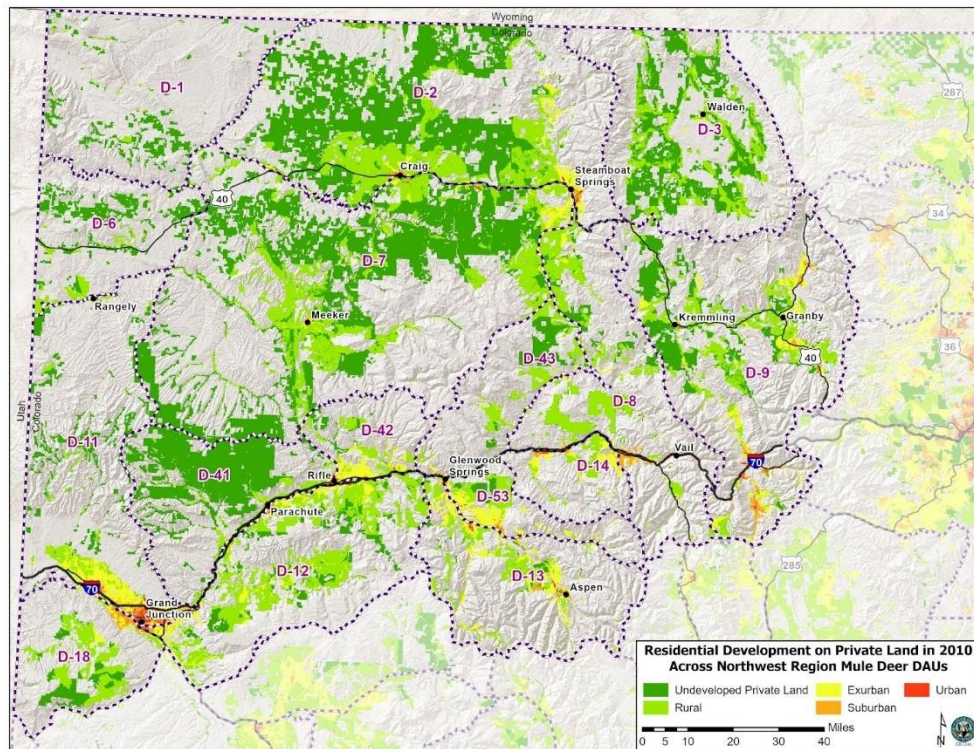 Wyoming
Colorado
287
D-1
D-2
Walden
D-3
Craig
Steamboat
Springs
40
34
D-6
D-7
Rangely
Meeker
Kremmling
Granby
36
D-43
40
D-9
Utah
Colorado
D-8
D-42
D-11
Glenwood
Springs
Vail
D-14
70
D-41
Rifle
D-53
Parachute
285
D-12
D-13
Aspen
70
Grand
Junction
D-18
Residential Development on Private Land in 2010
Across Northwest Region Mule Deer DAUs
Undeveloped Private Land
Exurban
Urban
Rural
Suburban
Miles
0 5 10 20 30 40
N